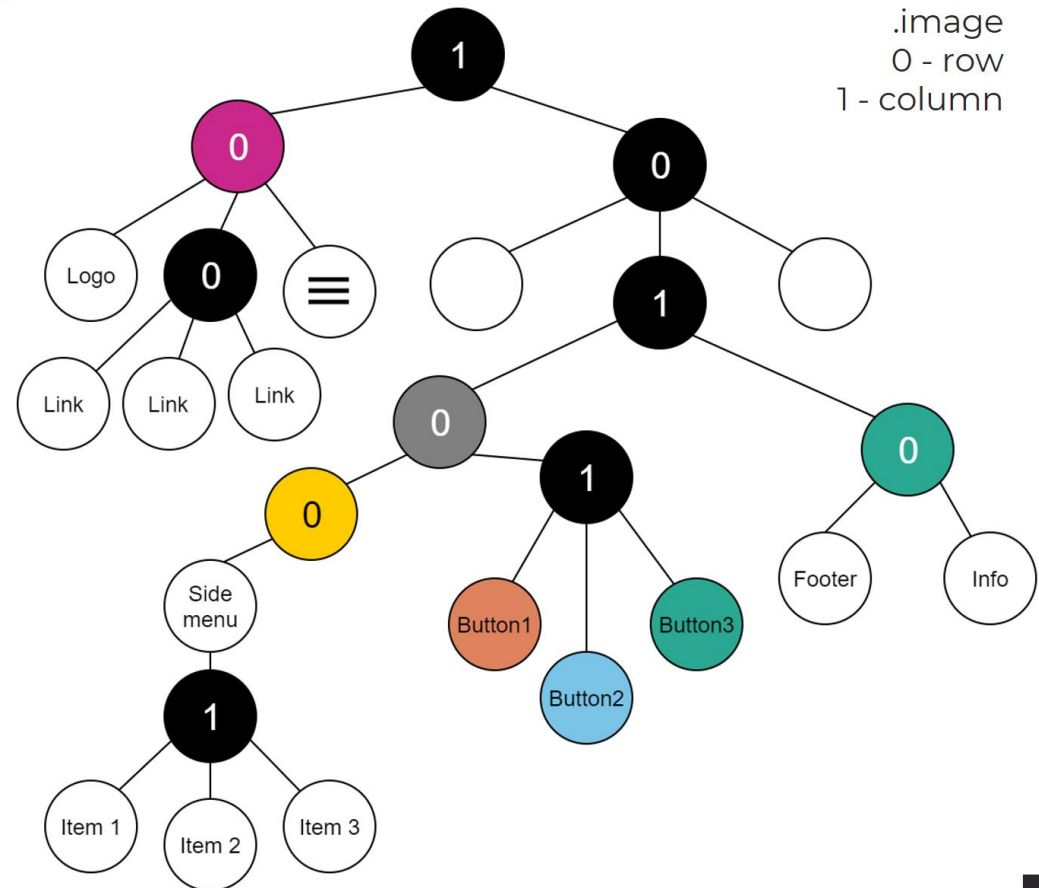 .image
0 - row
1 - column
1
0
0
Logo
0
1
Link
Link
Link
0
0
1
0
Side
menu
Footer
Info
Button1
Button3
Button2
1
Item 1
Item 2
Item 3